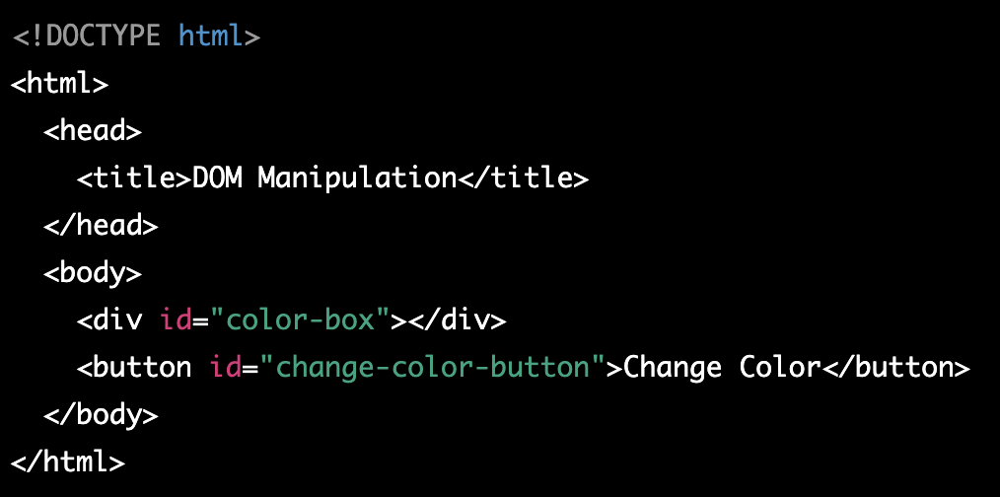 <!DOCTYPE html>
<html>
  <head>
    <title>DOM Manipulation</title>
  </head>
  <body>
    <div id="color-box"></div>
    <button id="change-color-button">Change Color</button>
  </body>
</html>